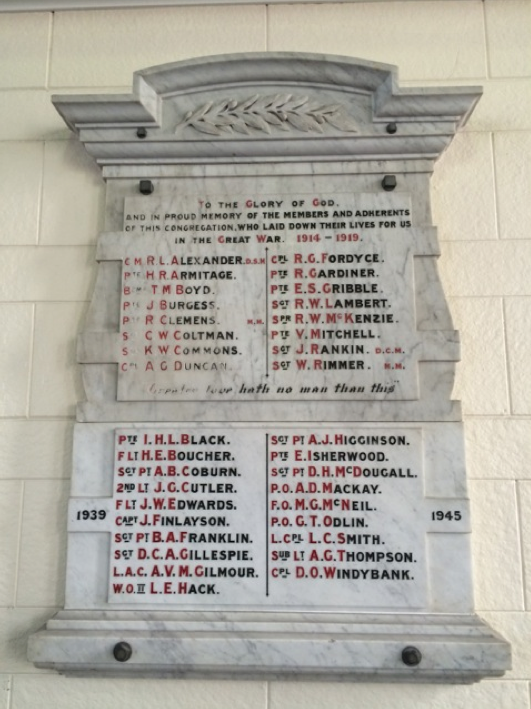 TO THE GLORY OF GOD.
AND IN PROUD MEMORY OF THE MEMBERS AND ADHERENTS
OF THIS CONGREGATION, WHO LAID DOWN THEIR LIVES FOR US
IN THE GREAT WAR. 1914 - 1919.
R.L. ALEXANDER. D.S.O.
PTE H R ARMITAGE.
T M BOYD.
PTE J BURGESS.
PTE R CLEMENS. M.M.
C W COLTMAN.
K W COMMONS.
CPL A G DUNCAN.
CPL R.G. FORDYCE.
PTE R. GARDINER.
PTE E.S. GRIBBLE.
SGT R.W. LAMBERT.
SPR R.W. MCKENZIE.
PTE V. MITCHELL.
SGT J. RANKIN. D.C.M.
SGT W. RIMMER. M.M.
"Greater love hath no man than this"
1939
PTE I.H.L. BLACK.
F LT H.E. BOUCHER.
SGT PT A.B. COBURN.
2ND LT J.G. CUTLER.
F LT J.W. EDWARDS.
CAPT J. FINLAYSON.
SGT PT B.A. FRANKLIN.
SGT D.C.A. GILLESPIE.
L.A.C. A.V.M. GILMOUR.
W.O. II L.E. HACK.
SGT PT A.J. HIGGINSON.
PTE E. ISHERWOOD.
SGT PT D.H. MCDOUGALL.
P.O. A.D. MACKAY.
F.O. M.G. MCNEIL.
P.O. G.T. ODLIN.
L.CPL L.C. SMITH.
SUB LT A.G. THOMPSON.
CPL D.O. WINDYBANK.
1945